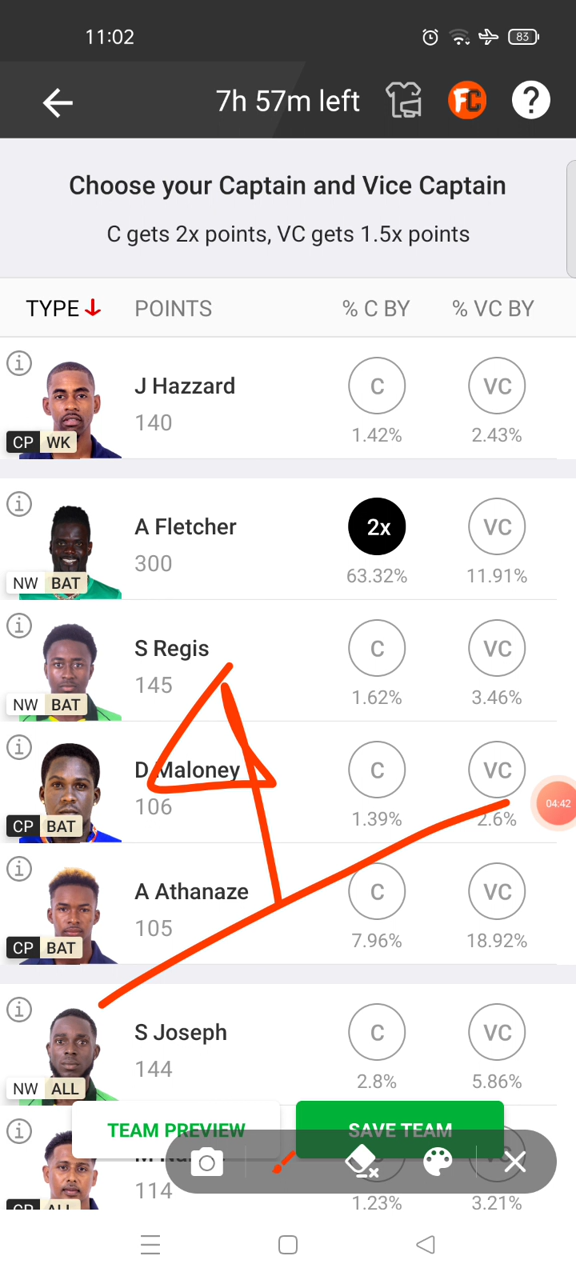 11:02
83
7h 57m left
FC
?
Choose your Captain and Vice Captain
C gets 2x points, VC gets 1.5x points
TYPE POINTS % C BY % VC BY
J Hazzard
140
CP WK
C
1.42%
VC
2.43%
A Fletcher
300
NW BAT
2x
63.32%
VC
11.91%
S Regis
145
NW BAT
C
1.62%
VC
3.46%
D Maloney
106
CP BAT
C
1.39%
VC
2.6%
04:42
A Athanaze
105
CP BAT
C
7.96%
VC
18.92%
S Joseph
144
NW ALL
C
2.8%
VC
5.86%
TEAM PREVIEW
SAVE TEAM
114
CP ALL
1.23%
3.21%